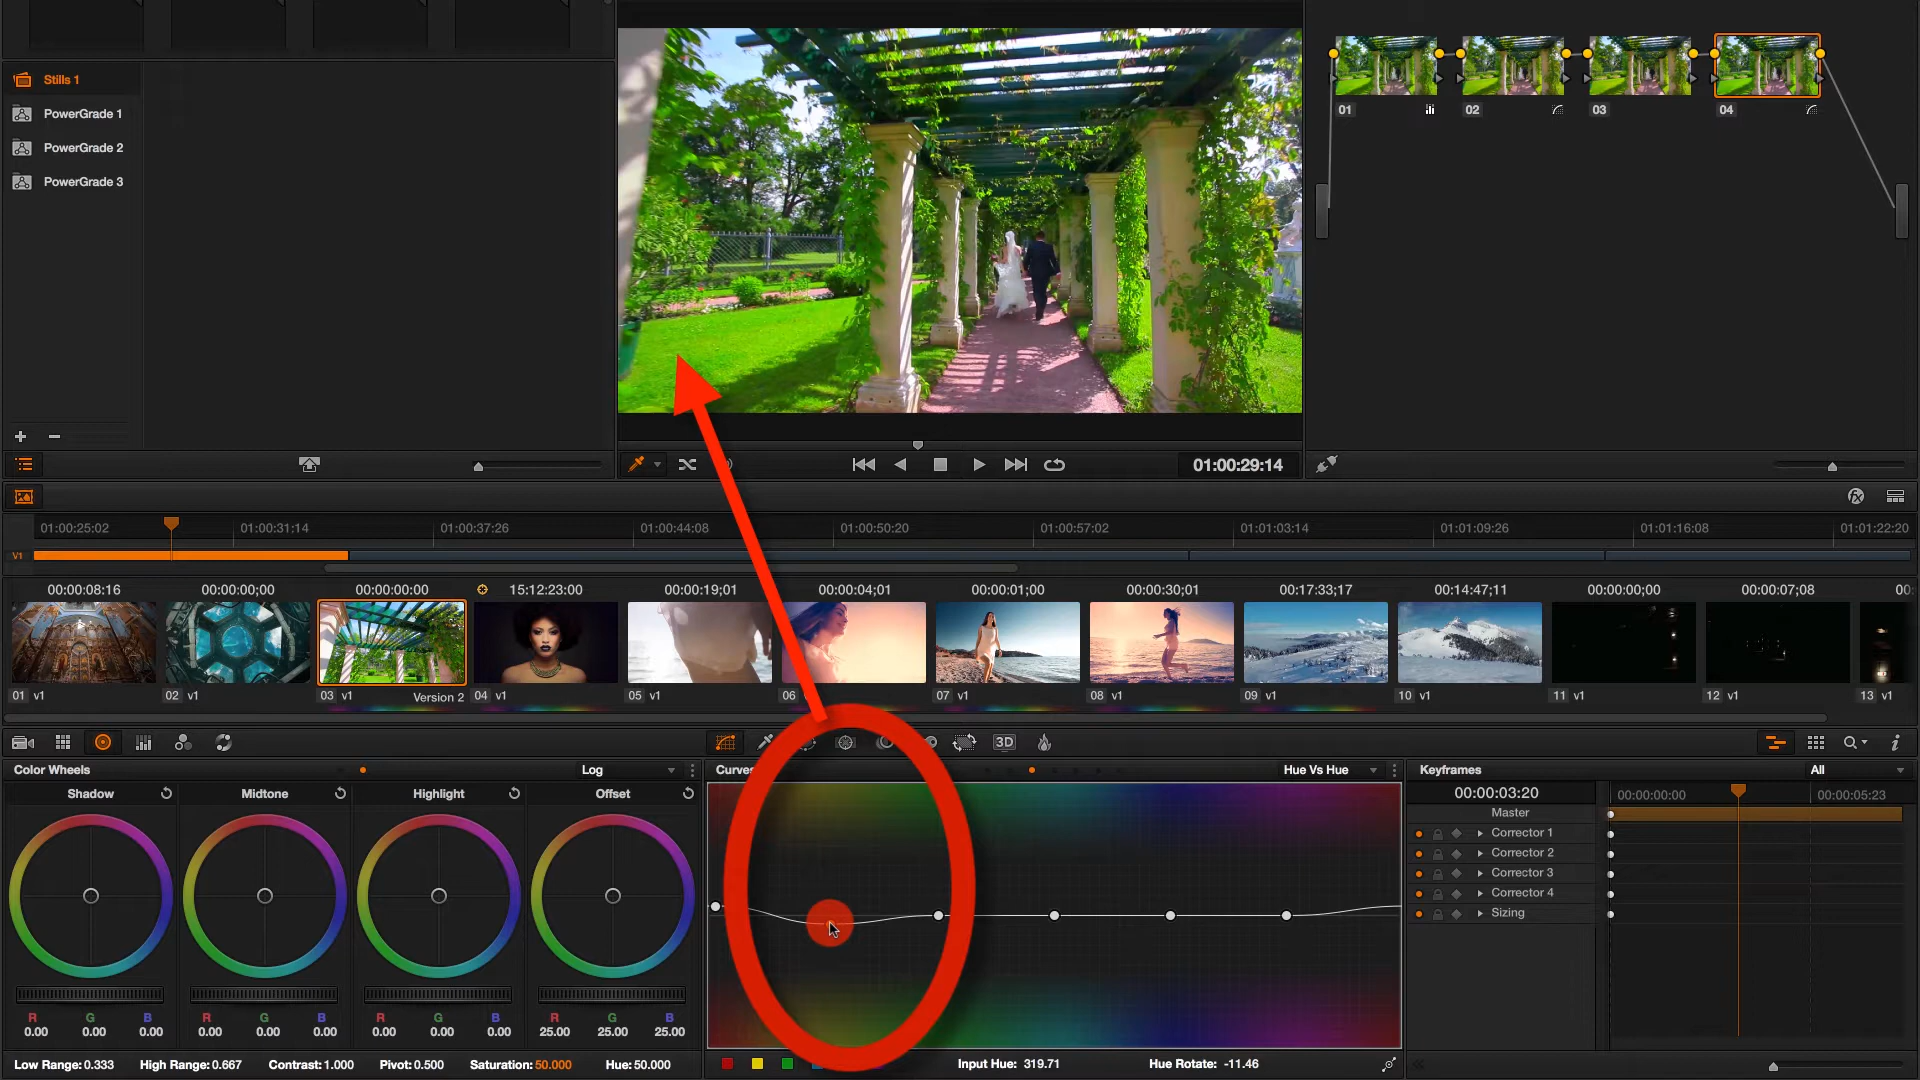 Stills 1
PowerGrade 1
PowerGrade 2
PowerGrade 3
01
02
03
04
01:00:29:14
01:00:25:02
01:00:31:14
01:00:37:26
01:00:44:08
01:00:50:20
01:00:57:02
01:01:03:14
01:01:09:26
01:01:16:08
01:01:22:20
V1
00:00:08:16
00:00:00;00
00:00:00:00
15:12:23:00
00:00:19;01
00:00:04;01
00:00:01;00
00:00:30;01
00:17:33;17
00:14:47;11
00:00:00;00
00:00:07;08
00:
01 v1
02 v1
03 v1 Version 2
04 v1
05 v1
06
07 v1
08 v1
09 v1
10 v1
11 v1
12 v1
13 v1
3D
Color Wheels
Log
Shadow
Midtone
Highlight
Offset
R G B
0.00 0.00 0.00
R G B
0.00 0.00 0.00
R G B
0.00 0.00 0.00
R G B
25.00 25.00 25.00
Low Range: 0.333 High Range: 0.667 Contrast: 1.000 Pivot: 0.500 Saturation: 50.000 Hue: 50.000
Curves
Hue Vs Hue
Input Hue: 319.71 Hue Rotate: -11.46
Keyframes
All
00:00:03:20
00:00:00:00
00:00:05:23
Master
Corrector 1
Corrector 2
Corrector 3
Corrector 4
Sizing